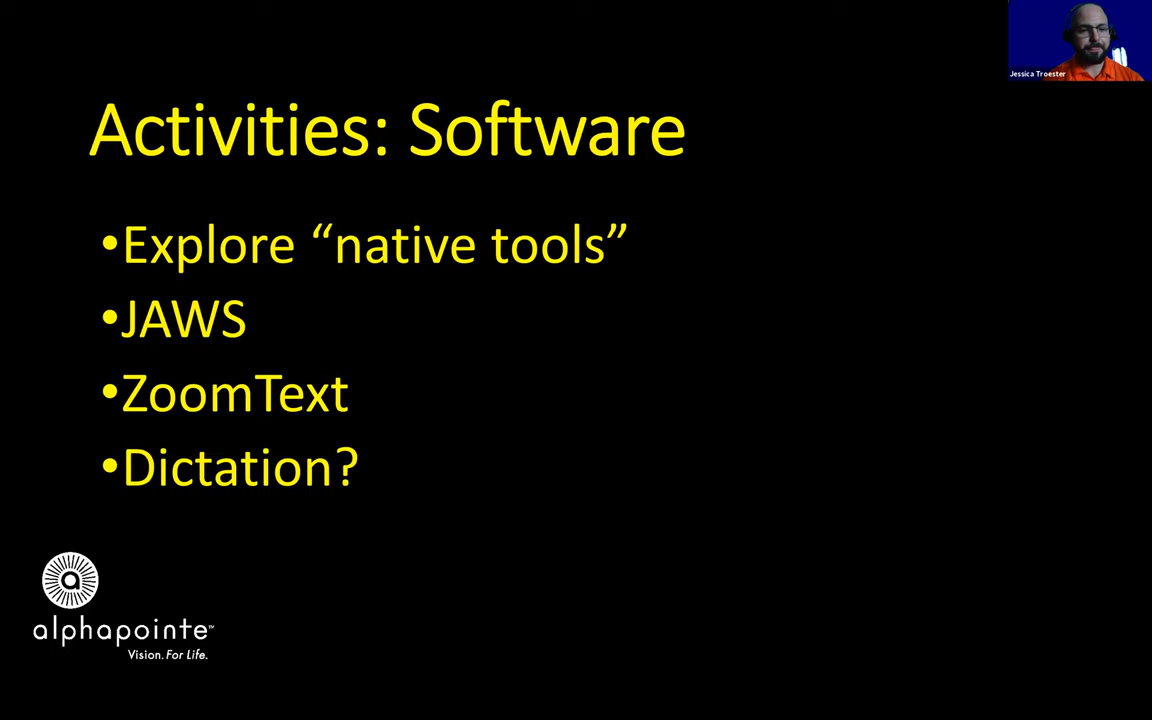 Jessica Troester
Activities: Software
•Explore “native tools”
•JAWS
•ZoomText
•Dictation?
alphapointe™
Vision. For Life.